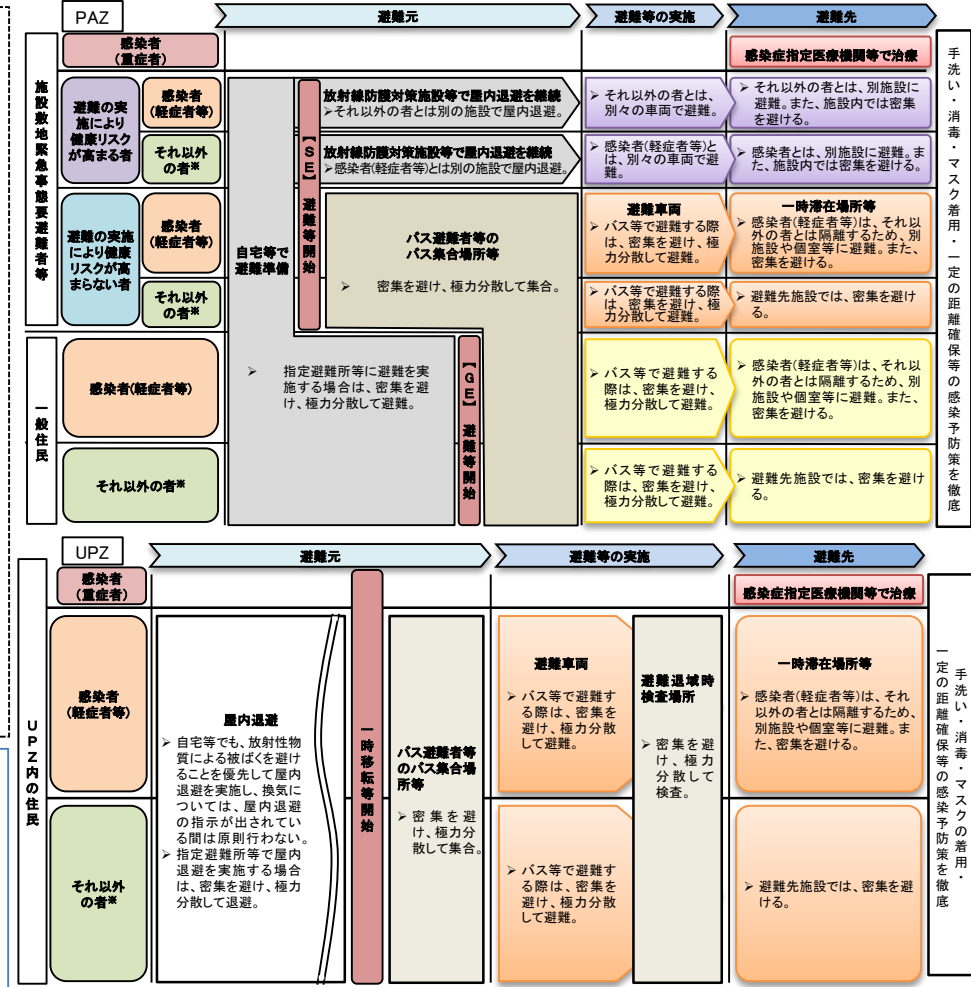 PAZ
避難元
避難等の実施
避難先
感染者
(重症者)
感染症指定医療機関等で治療
施設敷地緊急事態要避難者等
避難の実
施により
健康リスク
が高まる者
感染者
(軽症者等)
放射線防護対策施設等で屋内退避を継続
➢それ以外の者とは別の施設で屋内退避。
➢ それ以外の者とは、
別々の車両で避難。
➢ それ以外の者とは、別施設に
避難。また、施設内では密集
を避ける。
それ以外
の者※
放射線防護対策施設等で屋内退避を継続
➢感染者(軽症者等)とは別の施設で屋内退避。
➢ 感染者(軽症者等)と
は、別々の車両で避
難。
➢ 感染者とは、別施設に避難。ま
た、施設内では密集を避ける。
避難の実施
により健康
リスクが高
まらない者
感染者
(軽症者等)
それ以外
の者※
自宅等で
避難準備
【SE】避難等開始
バス避難者等の
バス集合場所等
➢ 密集を避け、極力分散して集合。
避難車両
➢ バス等で避難する際
は、密集を避け、極
力分散して避難。
一時滞在場所等
➢ 感染者(軽症者等)は、それ以
外の者とは隔離するため、別
施設や個室等に避難。また、
密集を避ける。
➢ バス等で避難する際
は、密集を避け、極
力分散して避難。
➢ 避難先施設では、密集を避け
る。
一般住民
感染者(軽症者等)
➢ 指定避難所等に避難を実
施する場合は、密集を避
け、極力分散して避難。
【GE】避難等開始
➢ バス等で避難する
際は、密集を避け、
極力分散して避難。
➢ 感染者(軽症者等)は、それ以
外の者とは隔離するため、別
施設や個室等に避難。また、
密集を避ける。
それ以外の者※
➢ バス等で避難する
際は、密集を避け、
極力分散して避難。
➢ 避難先施設では、密集を避け
る。
手洗い・消毒・マスク着用・一定の距離確保等の感染予防策を徹底
UPZ
避難元
避難等の実施
避難先
感染者
(重症者)
感染症指定医療機関等で治療
UPZ内の住民
感染者
(軽症者等)
それ以外
の者※
屋内退避
➢ 自宅等でも、放射性物
質による被ばくを避け
ることを優先して屋内
退避を実施し、換気に
ついては、屋内退避
の指示が出されてい
る間は原則行わない。
➢ 指定避難所等で屋内
退避を実施する場合
は、密集を避け、極力
分散して退避。
一時移転等開始
バス避難者等
のバス集合場
所等
➢ 密集を避
け、極力分
散して集合。
避難車両
➢ バス等で避難す
る際は、密集を
避け、極力分散
して避難。
➢ バス等で避難す
る際は、密集を
避け、極力分散
して避難。
避難退域時
検査場所
➢ 密集を避
け、極力
分散して
検査。
一時滞在場所等
➢ 感染者(軽症者等)は、それ
以外の者とは隔離するため、
別施設や個室等に避難。ま
た、密集を避ける。
➢ 避難先施設では、密集を避
ける。
手洗い・消毒・マスクの着用・
一定の距離確保等の感染予防策を徹底